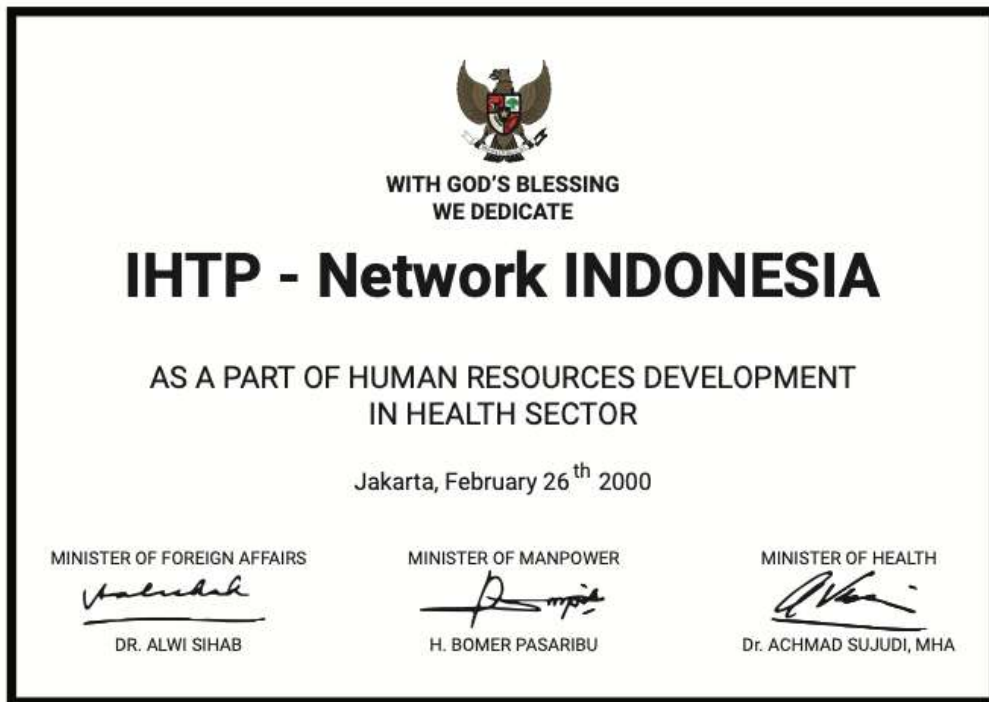 WITH GOD'S BLESSING
WE DEDICATE
IHTP - Network INDONESIA
AS A PART OF HUMAN RESOURCES DEVELOPMENT
IN HEALTH SECTOR
Jakarta, February 26th 2000
MINISTER OF FOREIGN AFFAIRS
DR. ALWI SIHAB
MINISTER OF MANPOWER
H. BOMER PASARIBU
MINISTER OF HEALTH
Dr. ACHMAD SUJUDI, MHA